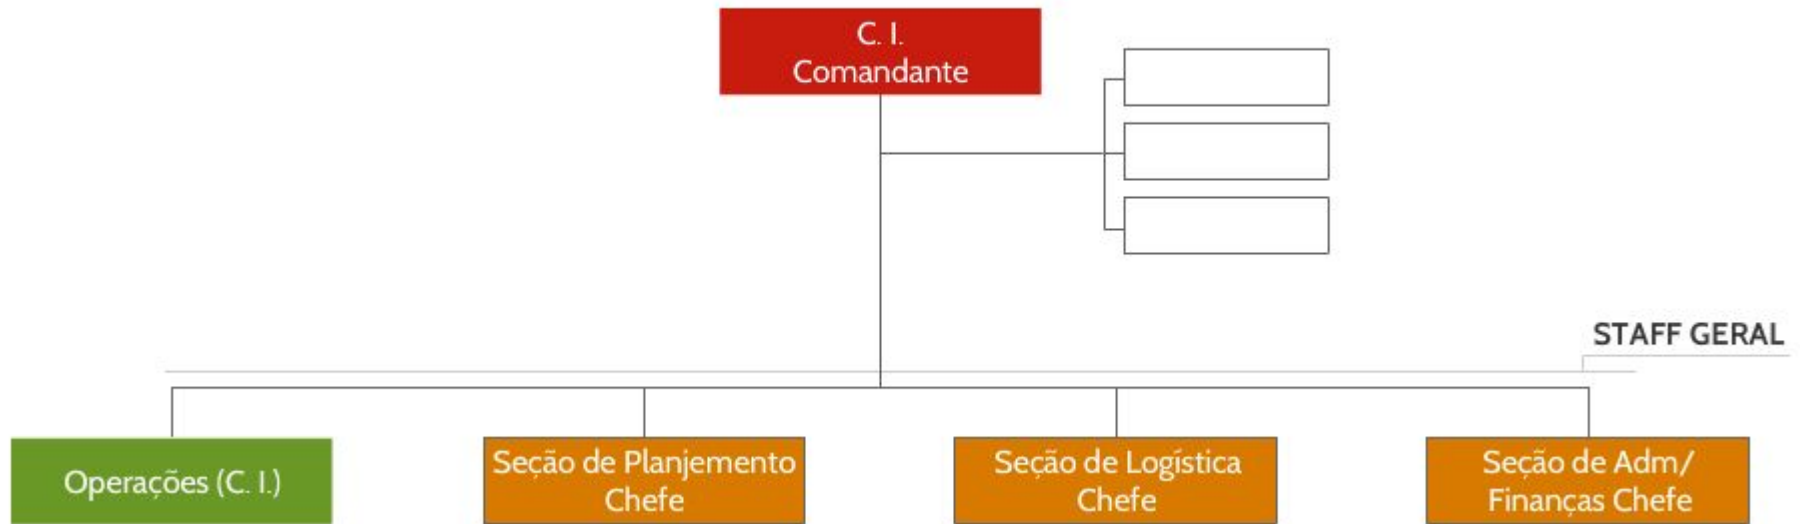 C. I.
Comandante
STAFF GERAL
Operações (C. I.)
Seção de Planjemento
Chefe
Seção de Logística
Chefe
Seção de Adm/
Finanças Chefe